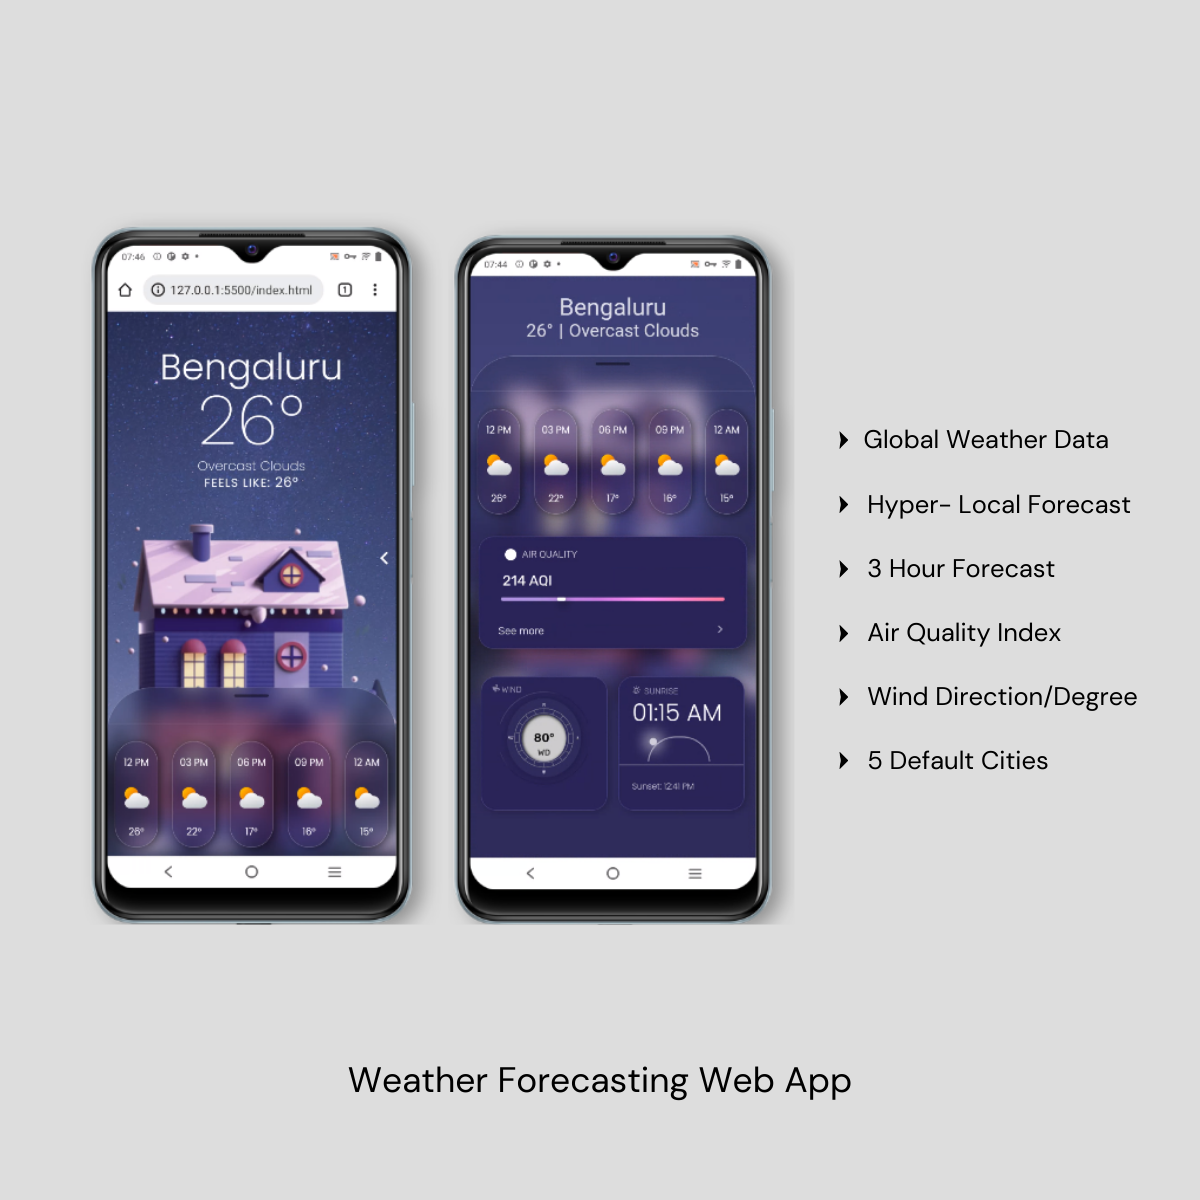 07:46
127.0.0.1:5500/index.html
1
Bengaluru
26°
Overcast Clouds
FEELS LIKE: 26°
12 PM 03 PM 06 PM 09 PM 12 AM
26° 22° 17° 16° 15°
07:44
Bengaluru
26° | Overcast Clouds
12 PM 03 PM 06 PM 09 PM 12 AM
26° 22° 17° 16° 15°
AIR QUALITY
214 AQI
See more
WIND
80°
WD
SUNRISE
01:15 AM
Sunset: 12:41 PM
Global Weather Data
Hyper- Local Forecast
3 Hour Forecast
Air Quality Index
Wind Direction/Degree
5 Default Cities
Weather Forecasting Web App